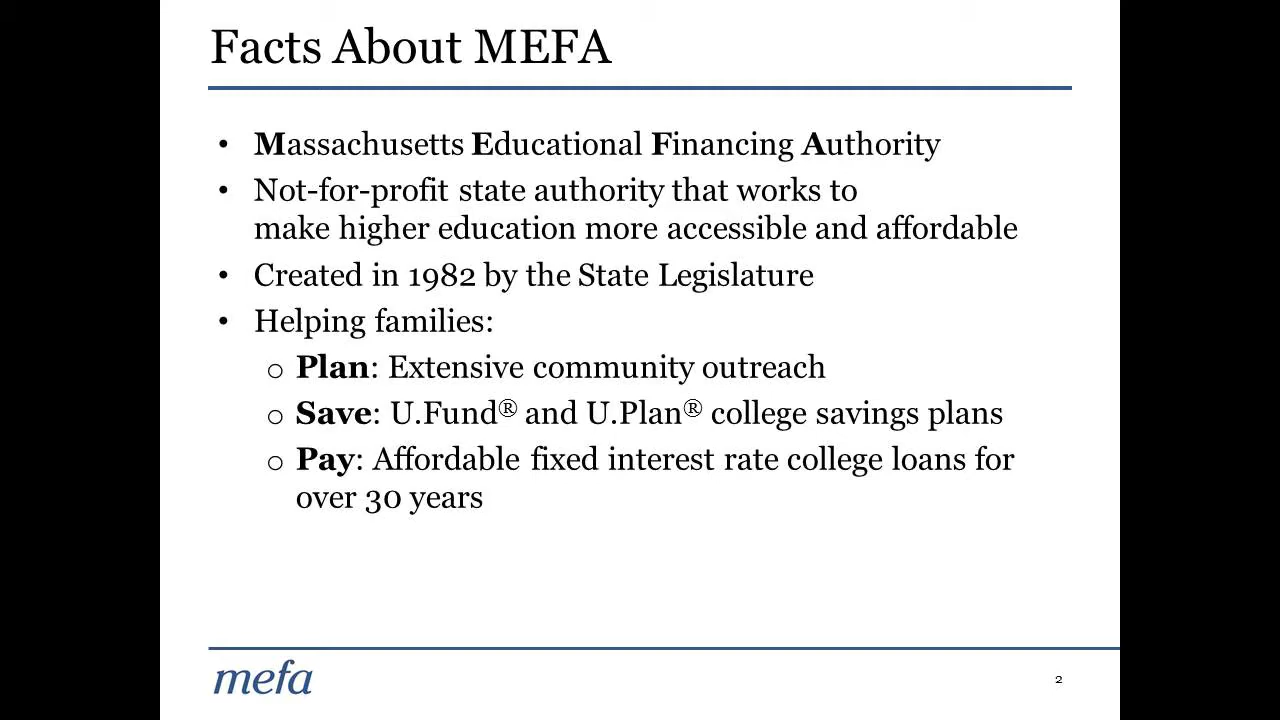 Facts About MEFA
• Massachusetts Educational Financing Authority
• Not-for-profit state authority that works to
make higher education more accessible and affordable
• Created in 1982 by the State Legislature
• Helping families:
o Plan: Extensive community outreach
o Save: U.Fund® and U.Plan® college savings plans
o Pay: Affordable fixed interest rate college loans for
over 30 years
mefa
2